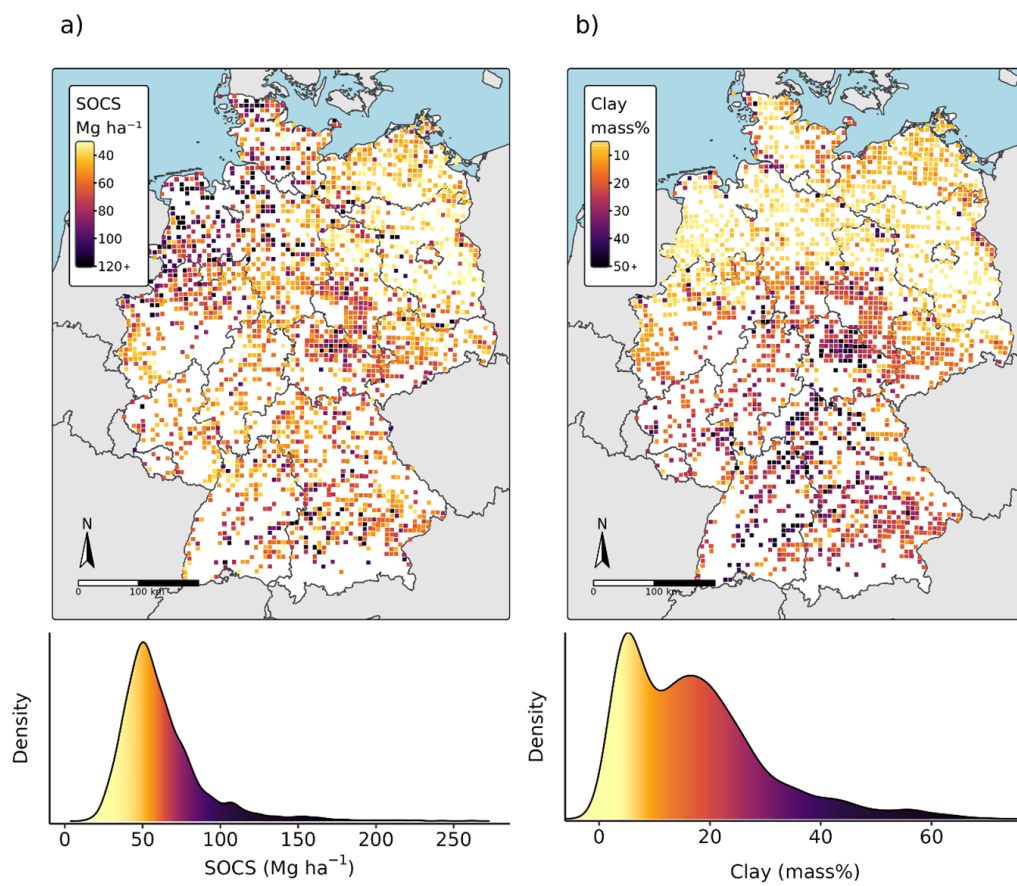 a)
SOCS
Mg ha⁻¹
40
60
80
100
120+
N
0 100 km
Density
0 50 100 150 200 250
SOCS (Mg ha⁻¹)
b)
Clay
mass%
10
20
30
40
50+
N
0 100 km
Density
0 20 40 60
Clay (mass%)